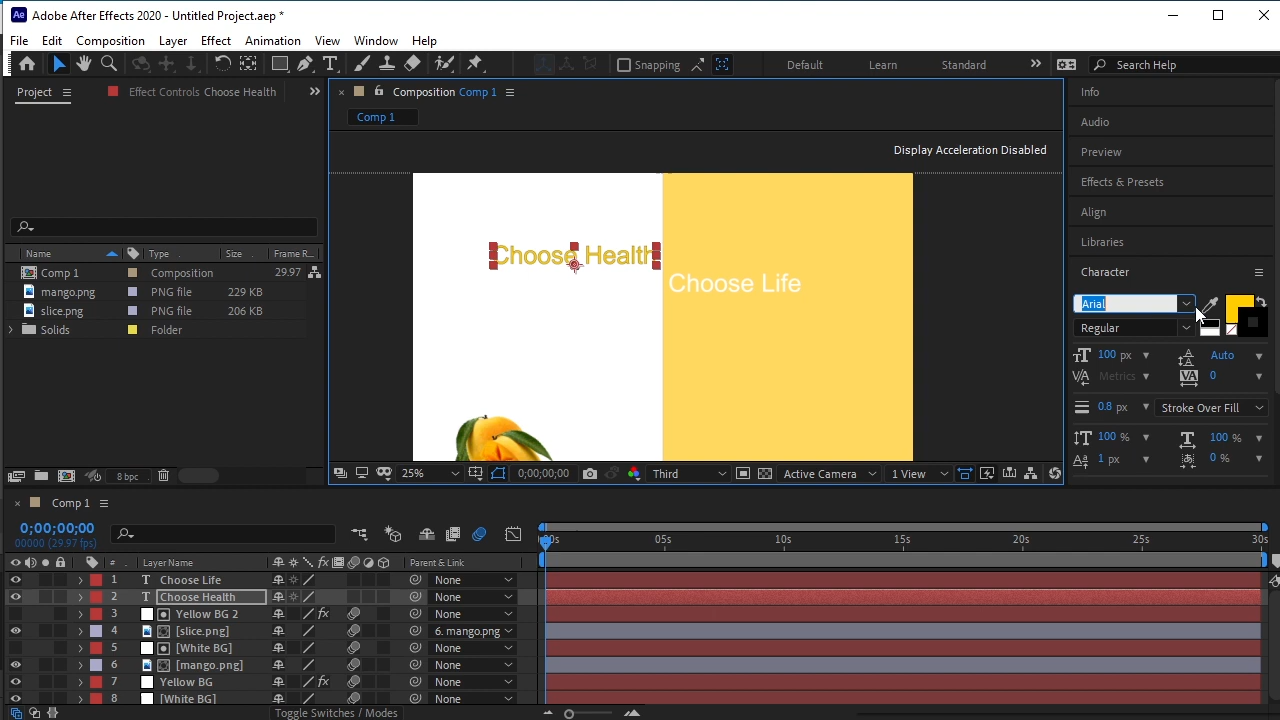 Ae Adobe After Effects 2020 - Untitled Project.aep *
File Edit Composition Layer Effect Animation View Window Help
Snapping Default Learn Standard Search Help
Project Effect Controls Choose Health Composition Comp 1 Info
Comp 1
Audio
Display Acceleration Disabled
Preview
Effects & Presets
Align
Libraries
Name Type Size Frame R...
Comp 1 Composition 29.97
mango.png PNG file 229 KB
slice.png PNG file 206 KB
Solids Folder
Choose Health
Choose Life
Character
Arial
Regular
100 px Auto
Metrics 0
0.8 px Stroke Over Fill
100 % 100 %
1 px 0 %
8 bpc 25% 0;00;00;00 Third Active Camera 1 View
Comp 1
0;00;00;00
00000 (29.97 fps)
0s 05s 10s 15s 20s 25s 30s
# Layer Name Parent & Link
1 T Choose Life None
2 T Choose Health None
3 Yellow BG 2 None
4 [slice.png] 6. mango.png
5 [White BG] None
6 [mango.png] None
7 Yellow BG None
8 [White BG] None
Toggle Switches / Modes